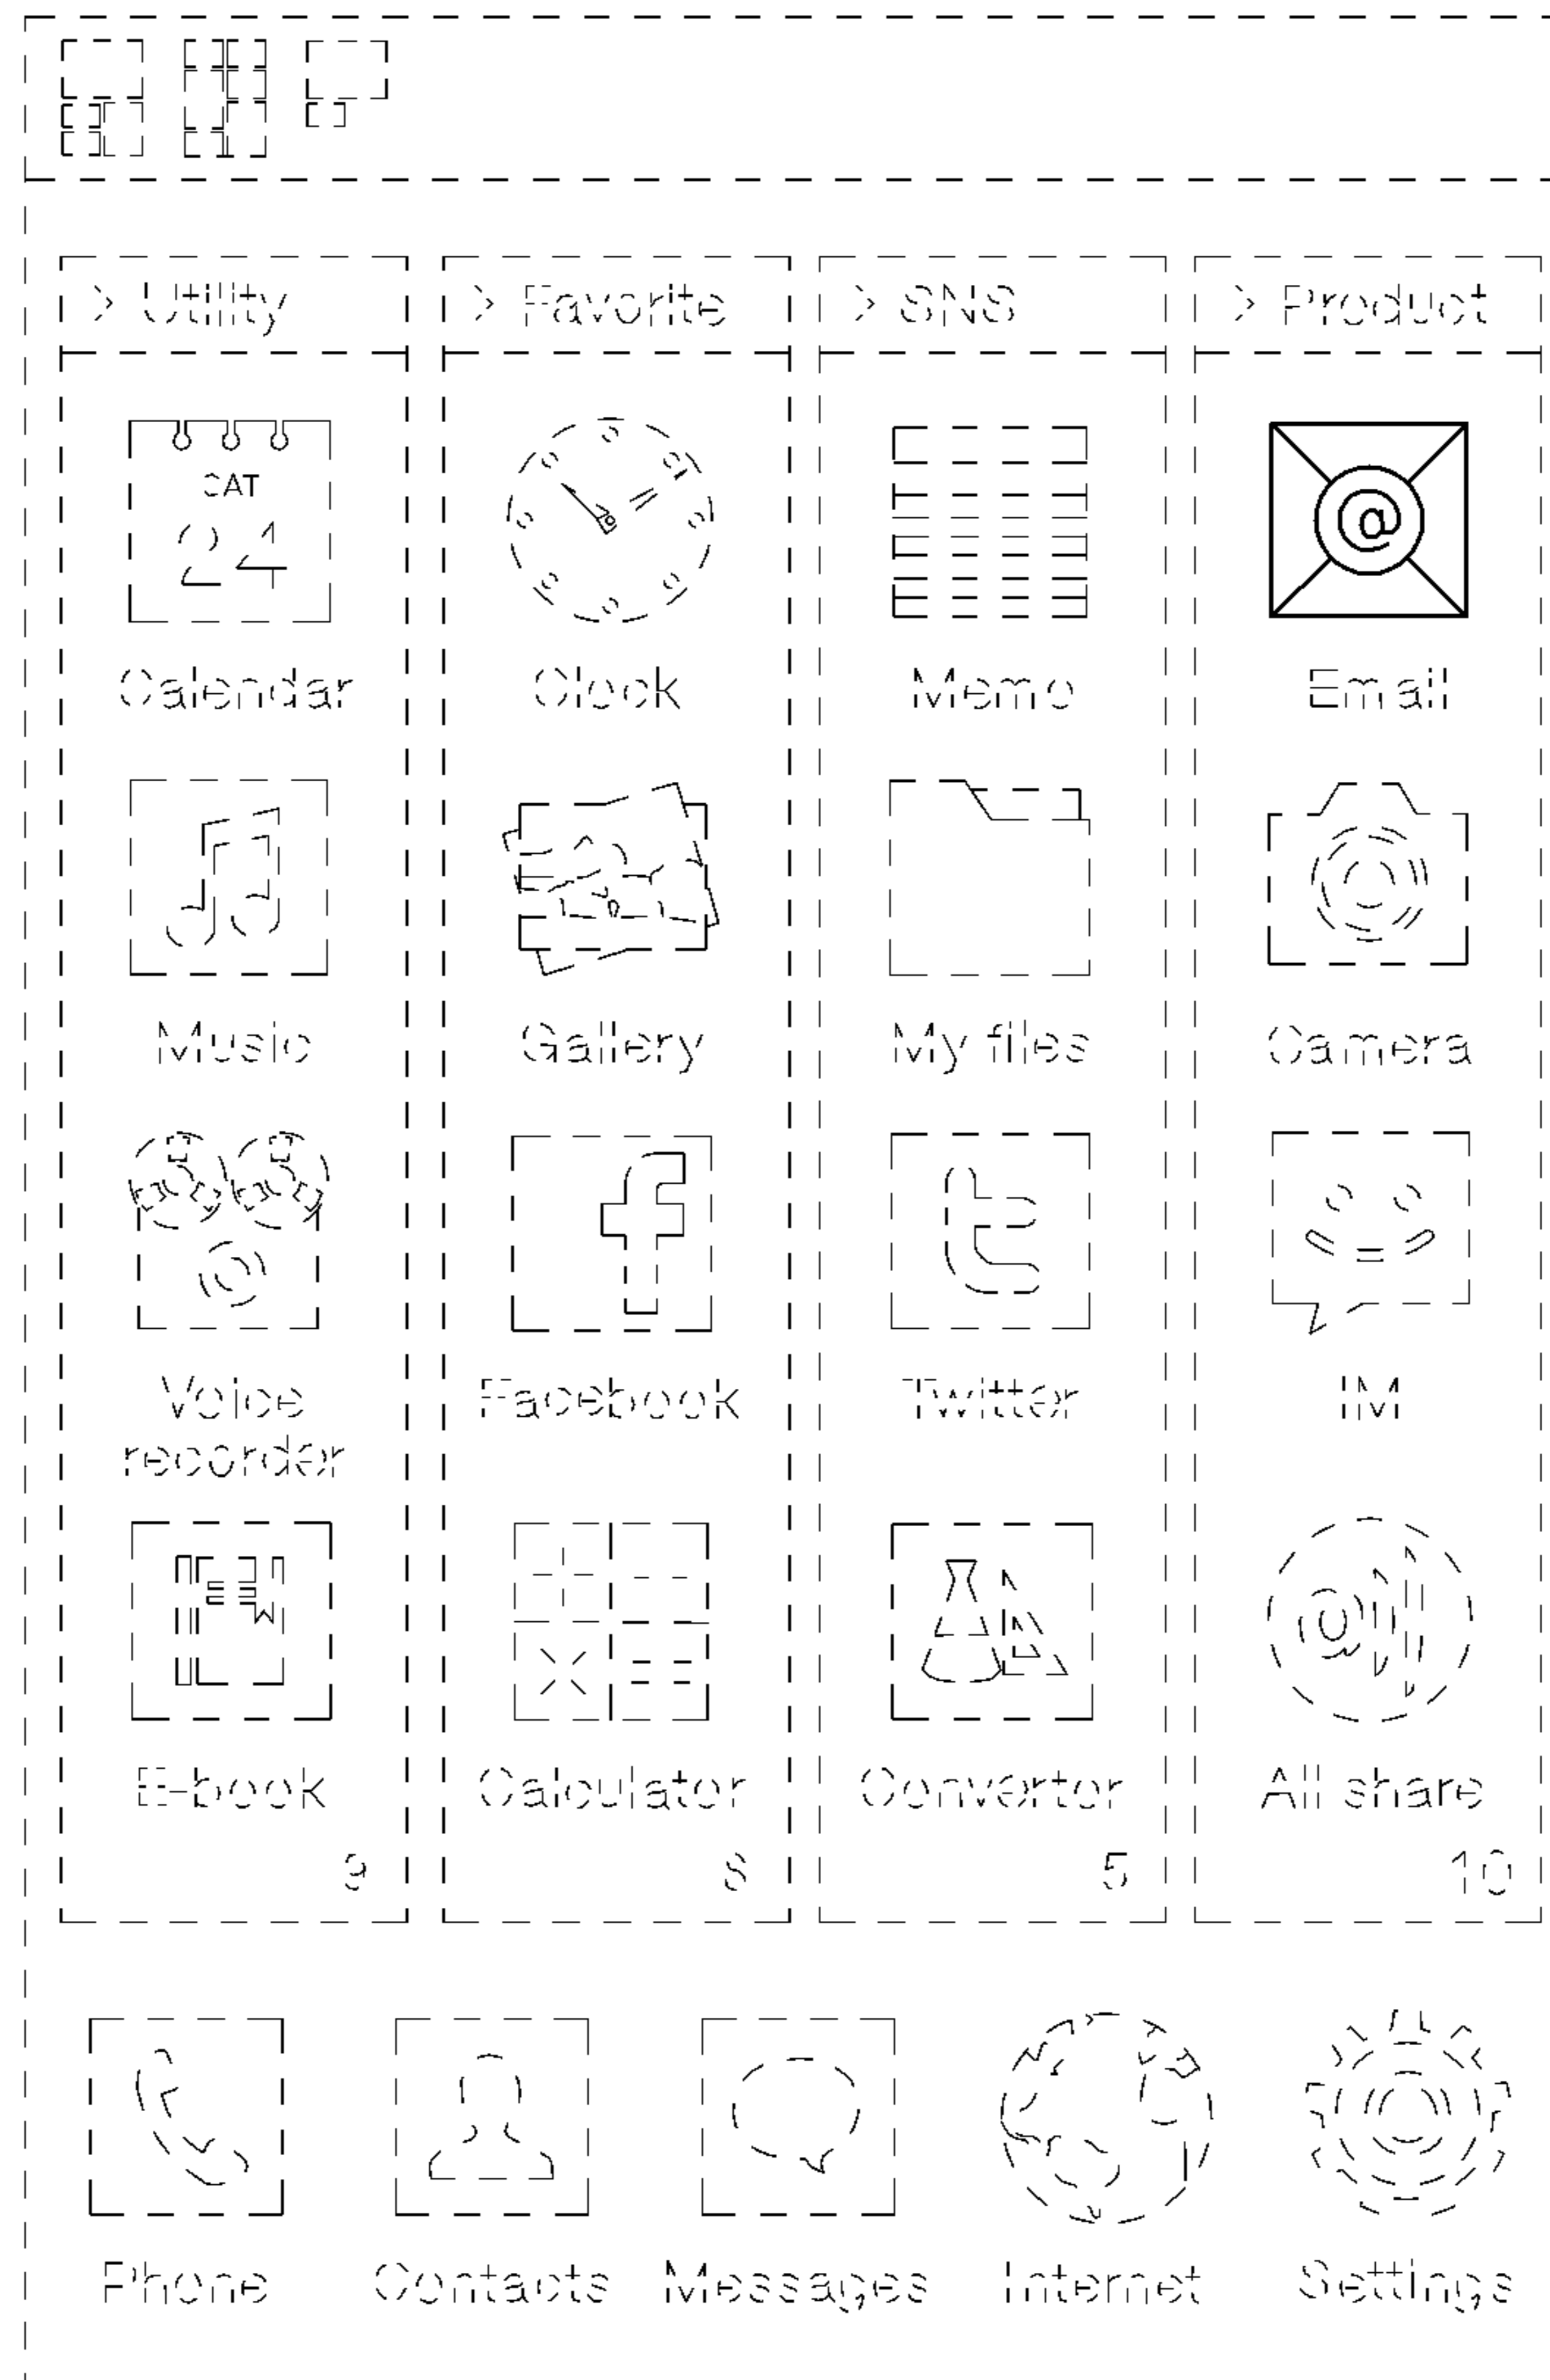 > Utility
> Favorite
> SNS
> Product
CAT
24
@
Calendar
Clock
Memo
Email
Music
Gallery
My files
Camera
f
t
Voice
recorder
Facebook
Twitter
IM
E-book
Calculator
Convertor
All share
9
8
5
10
Phone
Contacts
Messages
Internet
Settings